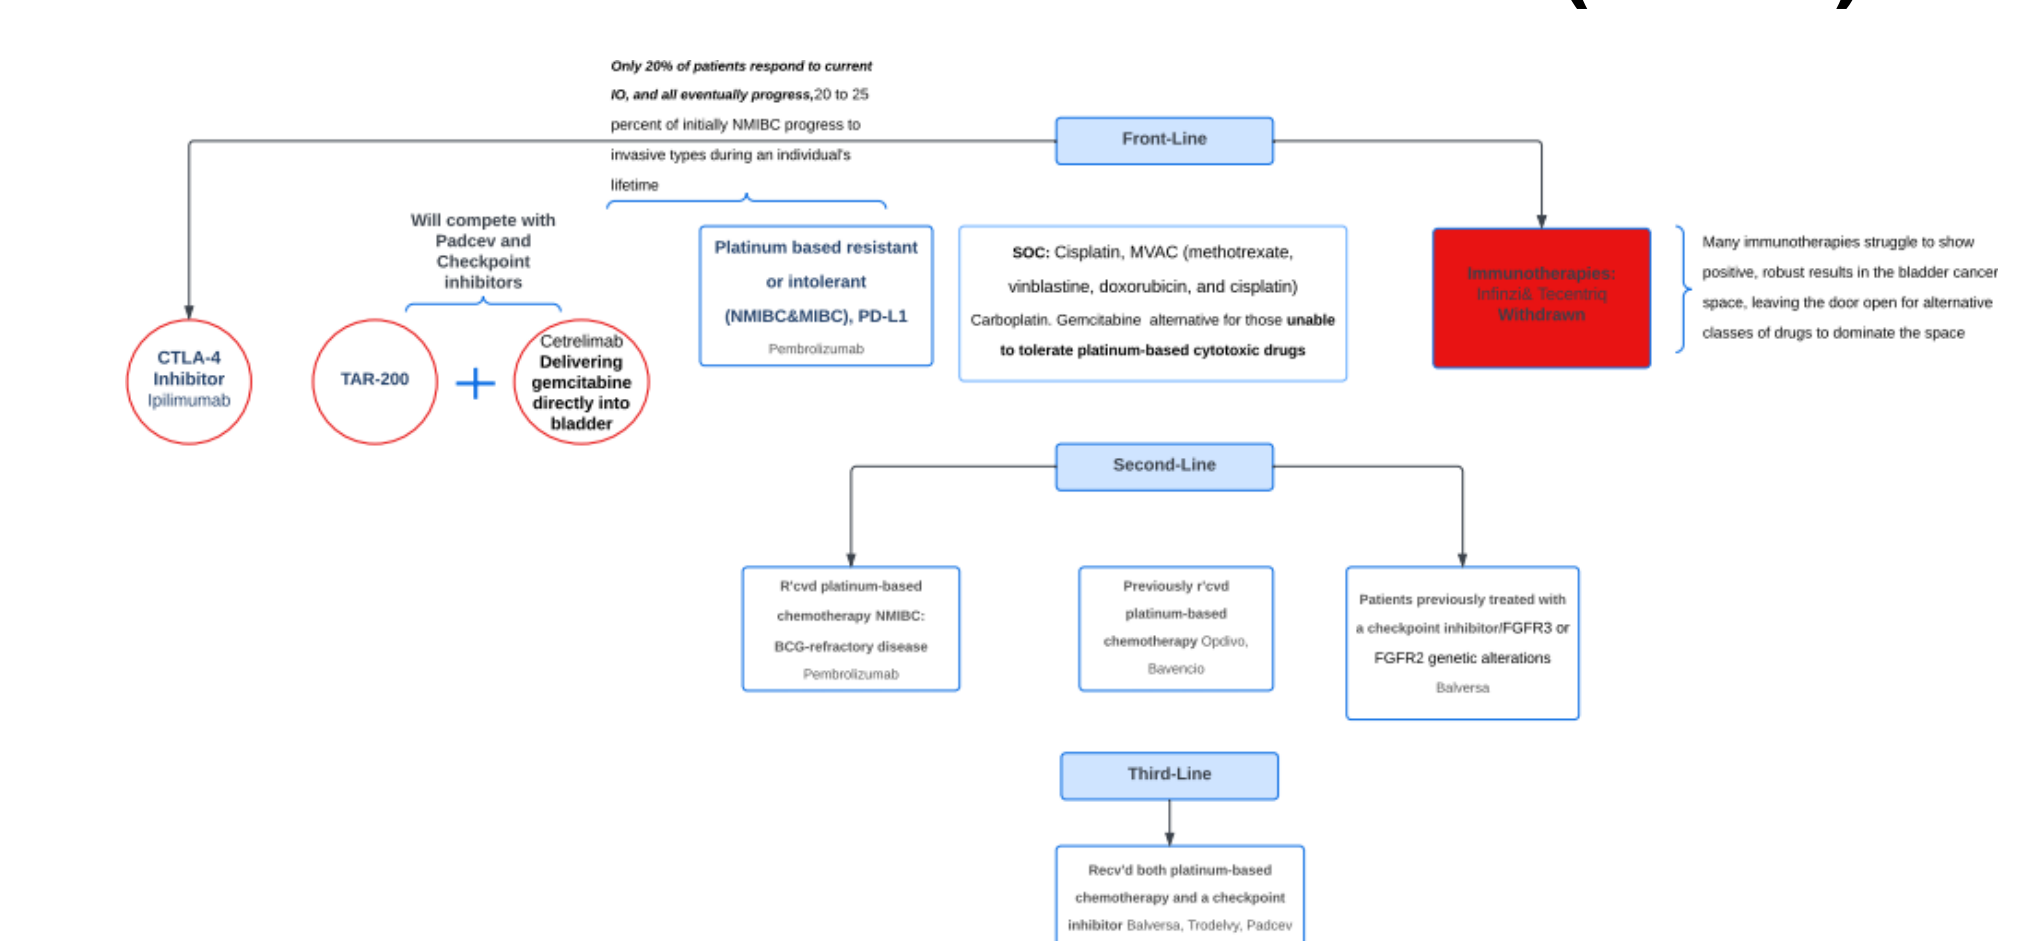 Only 20% of patients respond to current
IO, and all eventually progress,20 to 25
percent of initially NMIBC progress to
invasive types during an individual's
lifetime
Front-Line
Will compete with
Padcev and
Checkpoint
inhibitors
CTLA-4
Inhibitor
Ipilimumab
TAR-200
+
Cetrelimab
Delivering
gemcitabine
directly into
bladder
Platinum based resistant
or intolerant
(NMIBC&MIBC), PD-L1
Pembrolizumab
SOC: Cisplatin, MVAC (methotrexate,
vinblastine, doxorubicin, and cisplatin)
Carboplatin. Gemcitabine alternative for those unable
to tolerate platinum-based cytotoxic drugs
Immunotherapies:
Infinzi& Tecentriq
Withdrawn
Many immunotherapies struggle to show
positive, robust results in the bladder cancer
space, leaving the door open for alternative
classes of drugs to dominate the space
Second-Line
R'cvd platinum-based
chemotherapy NMIBC:
BCG-refractory disease
Pembrolizumab
Previously r'cvd
platinum-based
chemotherapy Opdivo,
Bavencio
Patients previously treated with
a checkpoint inhibitor/FGFR3 or
FGFR2 genetic alterations
Balversa
Third-Line
Recv'd both platinum-based
chemotherapy and a checkpoint
inhibitor Balversa, Trodelvy, Padcev